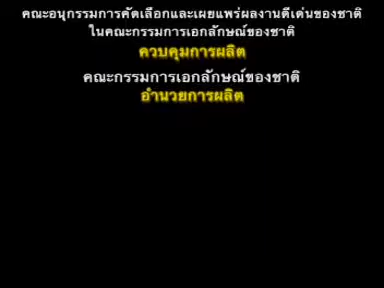 คณะอนุกรรมการคัดเลือกและเผยแพร่ผลงานดีเด่นของชาติ
ในคณะกรรมการเอกลักษณ์ของชาติ
ควบคุมการผลิต
คณะกรรมการเอกลักษณ์ของชาติ
อำนวยการผลิต